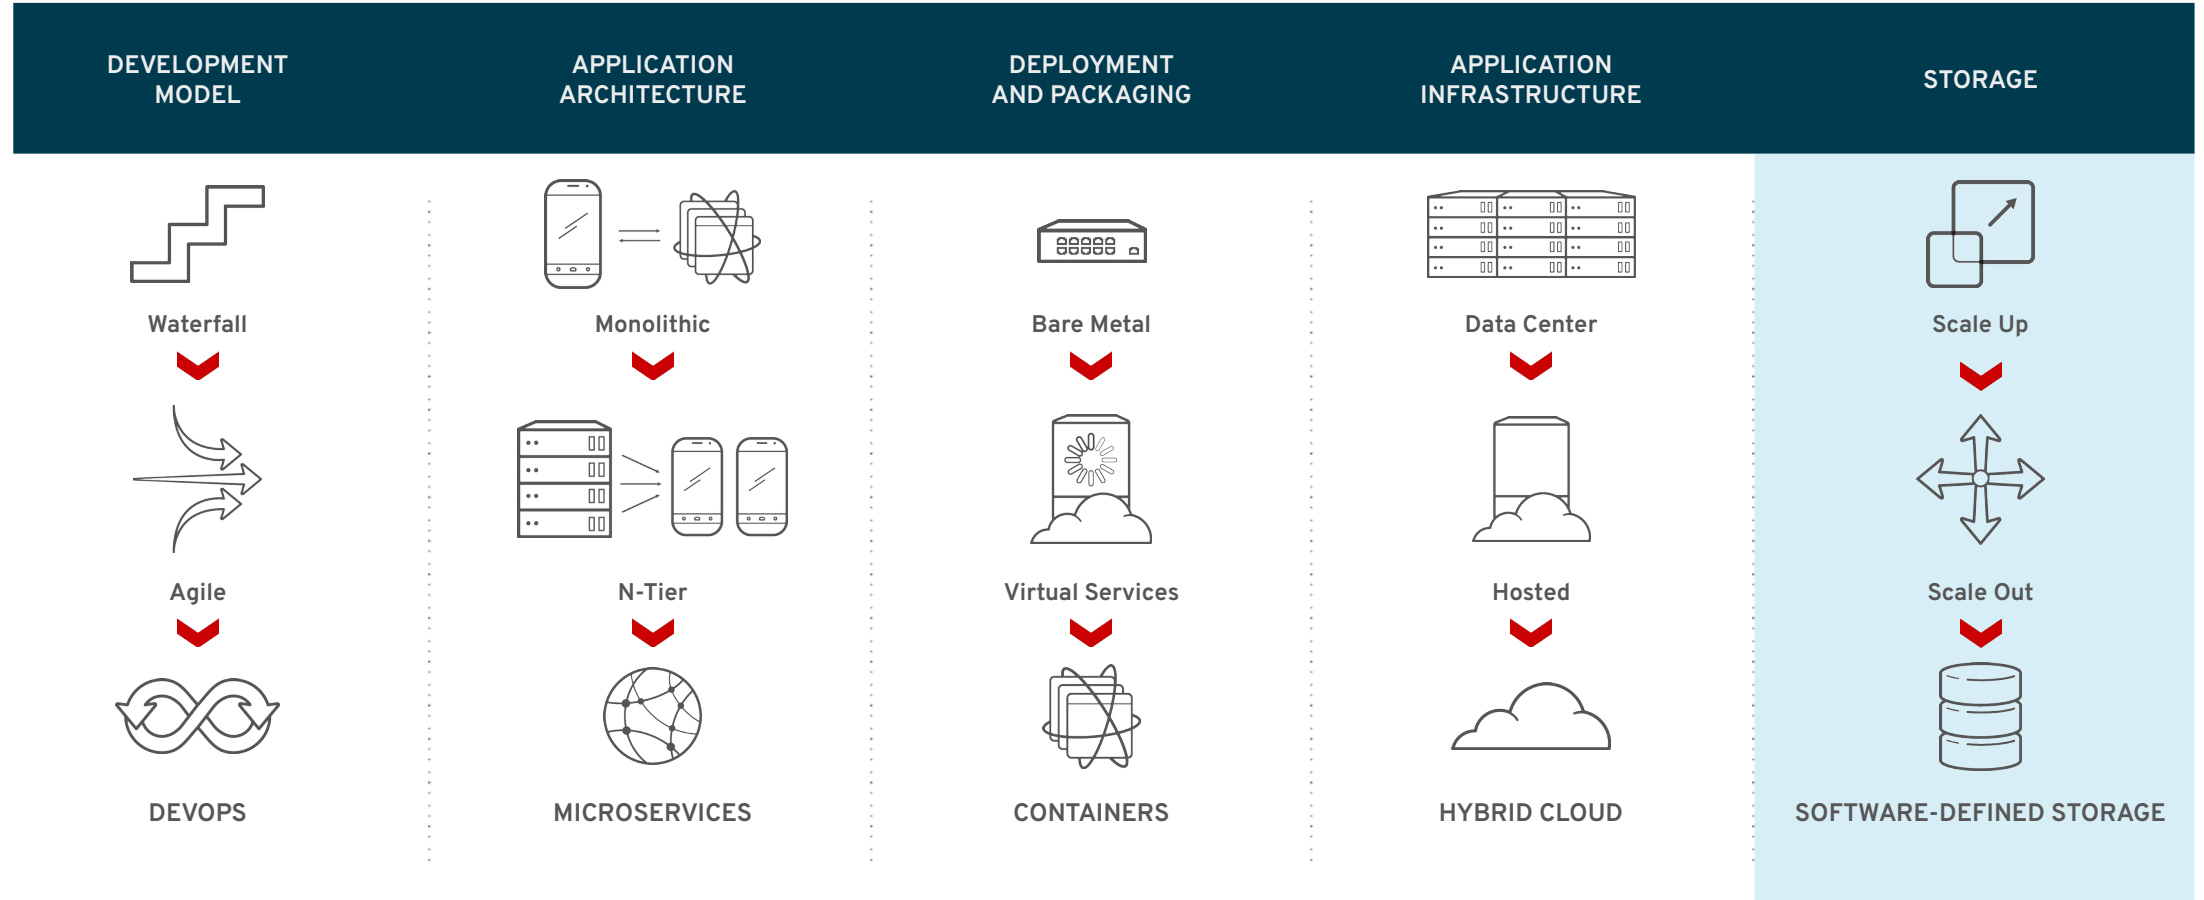 DEVELOPMENT
MODEL
APPLICATION
ARCHITECTURE
DEPLOYMENT
AND PACKAGING
APPLICATION
INFRASTRUCTURE
STORAGE
Waterfall
Monolithic
Bare Metal
Data Center
Scale Up
Agile
N-Tier
Virtual Services
Hosted
Scale Out
DEVOPS
MICROSERVICES
CONTAINERS
HYBRID CLOUD
SOFTWARE-DEFINED STORAGE